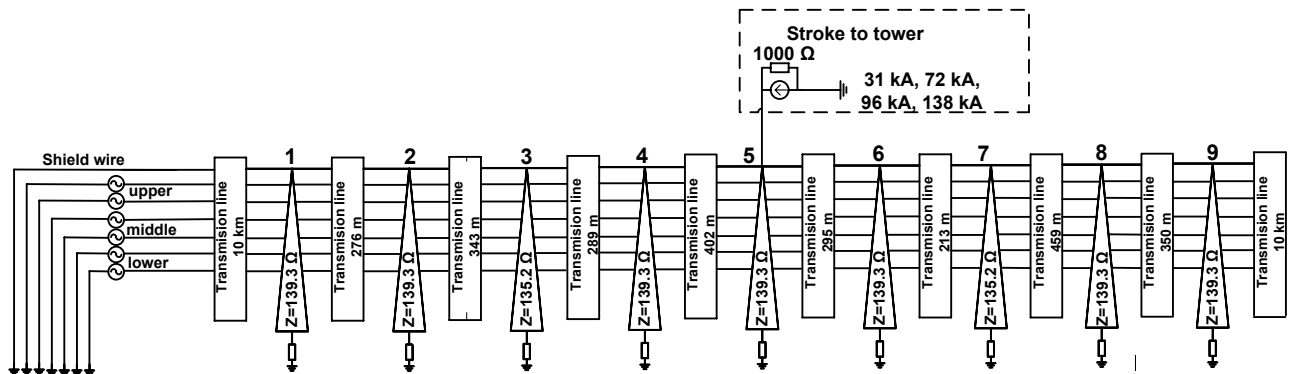 Stroke to tower
1000 Ω
31 kA, 72 kA,
96 kA, 138 kA
Shield wire
upper
middle
lower
Transmision line
10 km
1
Z=139.3 Ω
Transmision line
276 m
2
Z=139.3 Ω
Transmision line
343 m
3
Z=135.2 Ω
Transmision line
289 m
4
Z=139.3 Ω
Transmision line
402 m
5
Z=139.3 Ω
Transmision line
295 m
6
Z=139.3 Ω
Transmision line
213 m
7
Z=135.2 Ω
Transmision line
459 m
8
Z=139.3 Ω
Transmision line
350 m
9
Z=139.3 Ω
Transmision line
10 km